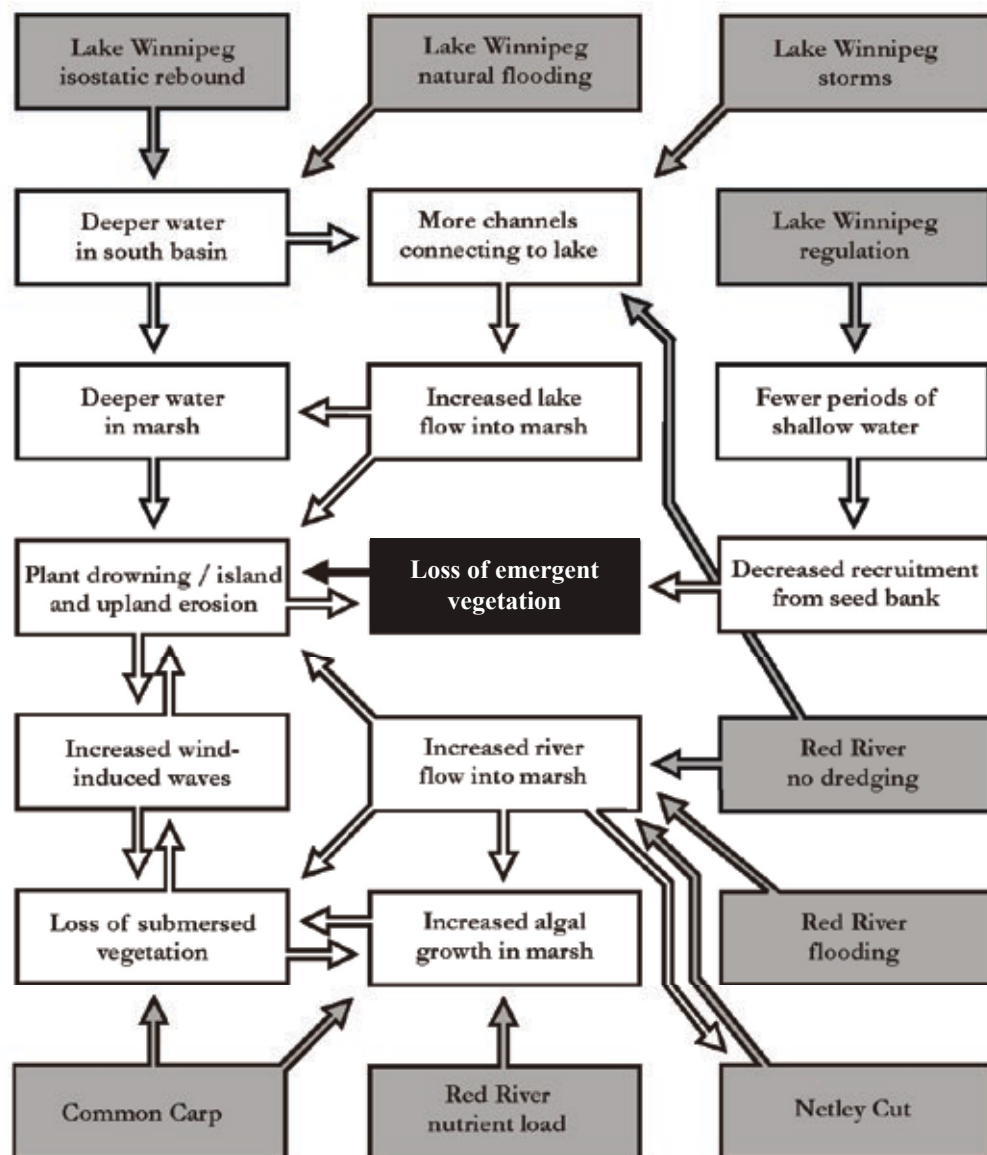 Lake Winnipeg
isostatic rebound
Lake Winnipeg
natural flooding
Lake Winnipeg
storms
Deeper water
in south basin
More channels
connecting to lake
Lake Winnipeg
regulation
Deeper water
in marsh
Increased lake
flow into marsh
Fewer periods of
shallow water
Plant drowning / island
and upland erosion
Loss of emergent
vegetation
Decreased recruitment
from seed bank
Increased wind-
induced waves
Increased river
flow into marsh
Red River
no dredging
Loss of submersed
vegetation
Increased algal
growth in marsh
Red River
flooding
Common Carp
Red River
nutrient load
Netley Cut